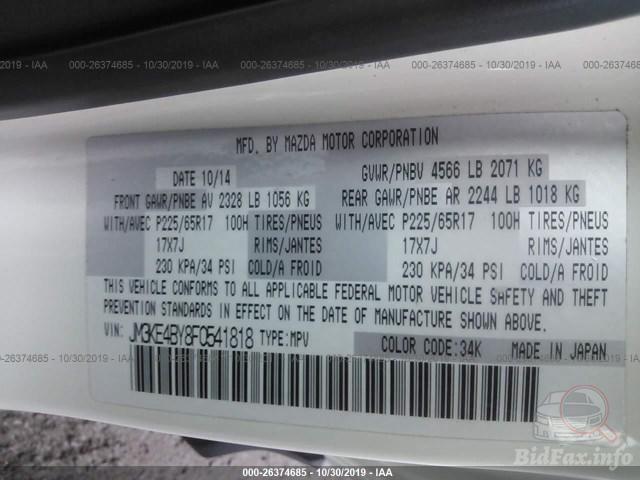 2019 - IAA 000-26374685 - 10/30/2019 - IAA 000-26374685 - 10/30/2019 - IAA 000-26374685 - 10/30/
MFD. BY MAZDA MOTOR CORPORATION
DATE 10/14 GVWR/PNBV 4566 LB 2071 KG
FRONT GAWR/PNBE AV 2328 LB 1056 KG REAR GAWR/PNBE AR 2244 LB 1018 KG
WITH/AVEC P225/65R17 100H TIRES/PNEUS WITH/AVEC P225/65R17 100H TIRES/PNEUS
17X7J RIMS/JANTES 17X7J RIMS/JANTES
230 KPA/34 PSI COLD/A FROID 230 KPA/34 PSI COLD/A FROID
THIS VEHICLE CONFORMS TO ALL APPLICABLE FEDERAL MOTOR VEHICLE SAFETY AND THEFT
PREVENTION STANDARDS IN EFFECT ON THE DATE OF MANUFACTURE SHOWN ABOVE.
VIN: JM3KE4BY8F0541818 TYPE:MPV
COLOR CODE:34K MADE IN JAPAN
BidFax.info
000-26374685 - 10/30/2019 - IAA